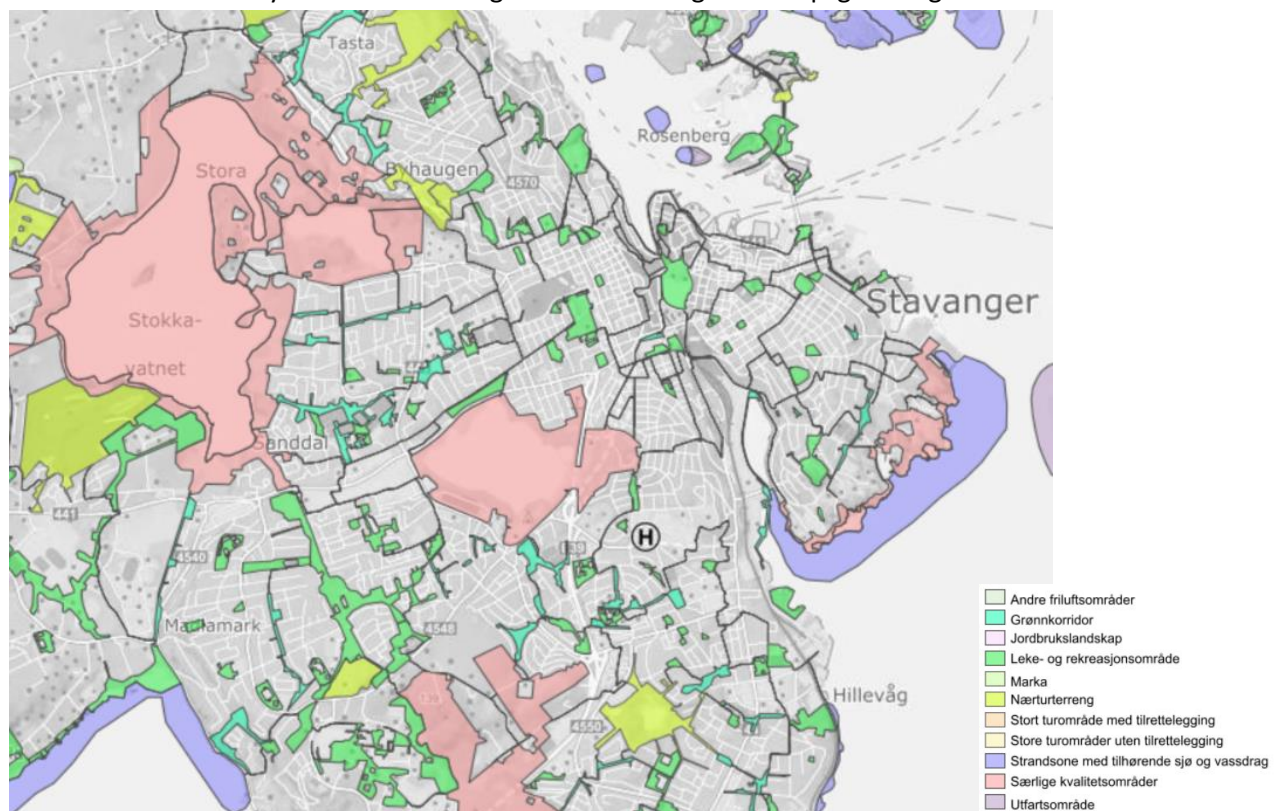 Tasta
Rosenberg
Stora
Byhaugen
4570
Stavanger
Stokka-
vatnet
Sanddal
441
H
4540
Madlamark
4546
Hillevåg
4550
Andre friluftsområder
Grønnkorridor
Jordbrukslandskap
Leke- og rekreasjonsområde
Marka
Nærturterreng
Stort turområde med tilrettelegging
Store turområder uten tilrettelegging
Strandsone med tilhørende sjø og vassdrag
Særlige kvalitetsområder
Utfartsområde